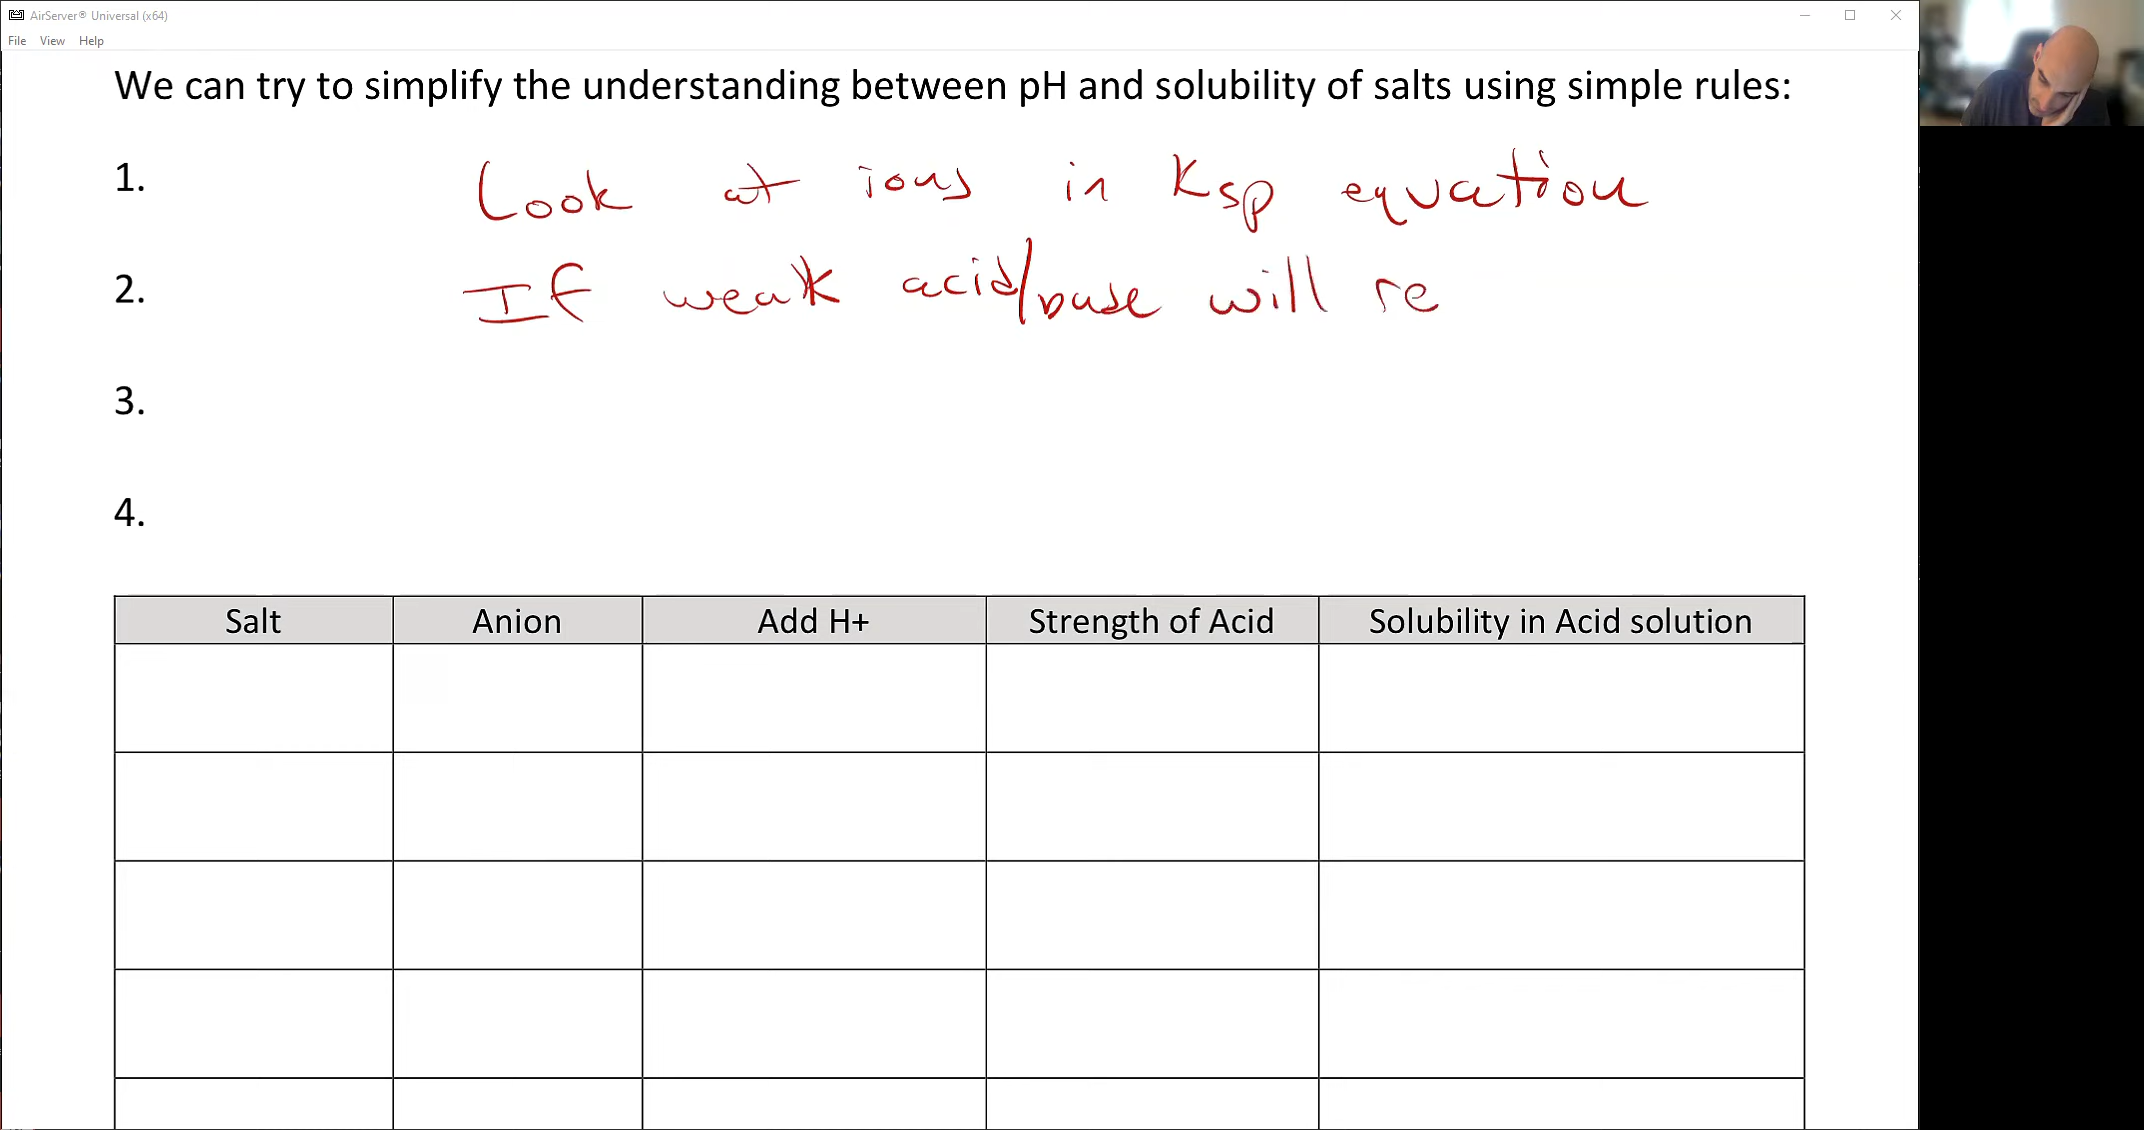 AirServer® Universal (x64)
File View Help
We can try to simplify the understanding between pH and solubility of salts using simple rules:
1. Look at ions in Ksp equation
2. If weak acid/base will re
3.
4.
Salt Anion Add H+ Strength of Acid Solubility in Acid solution